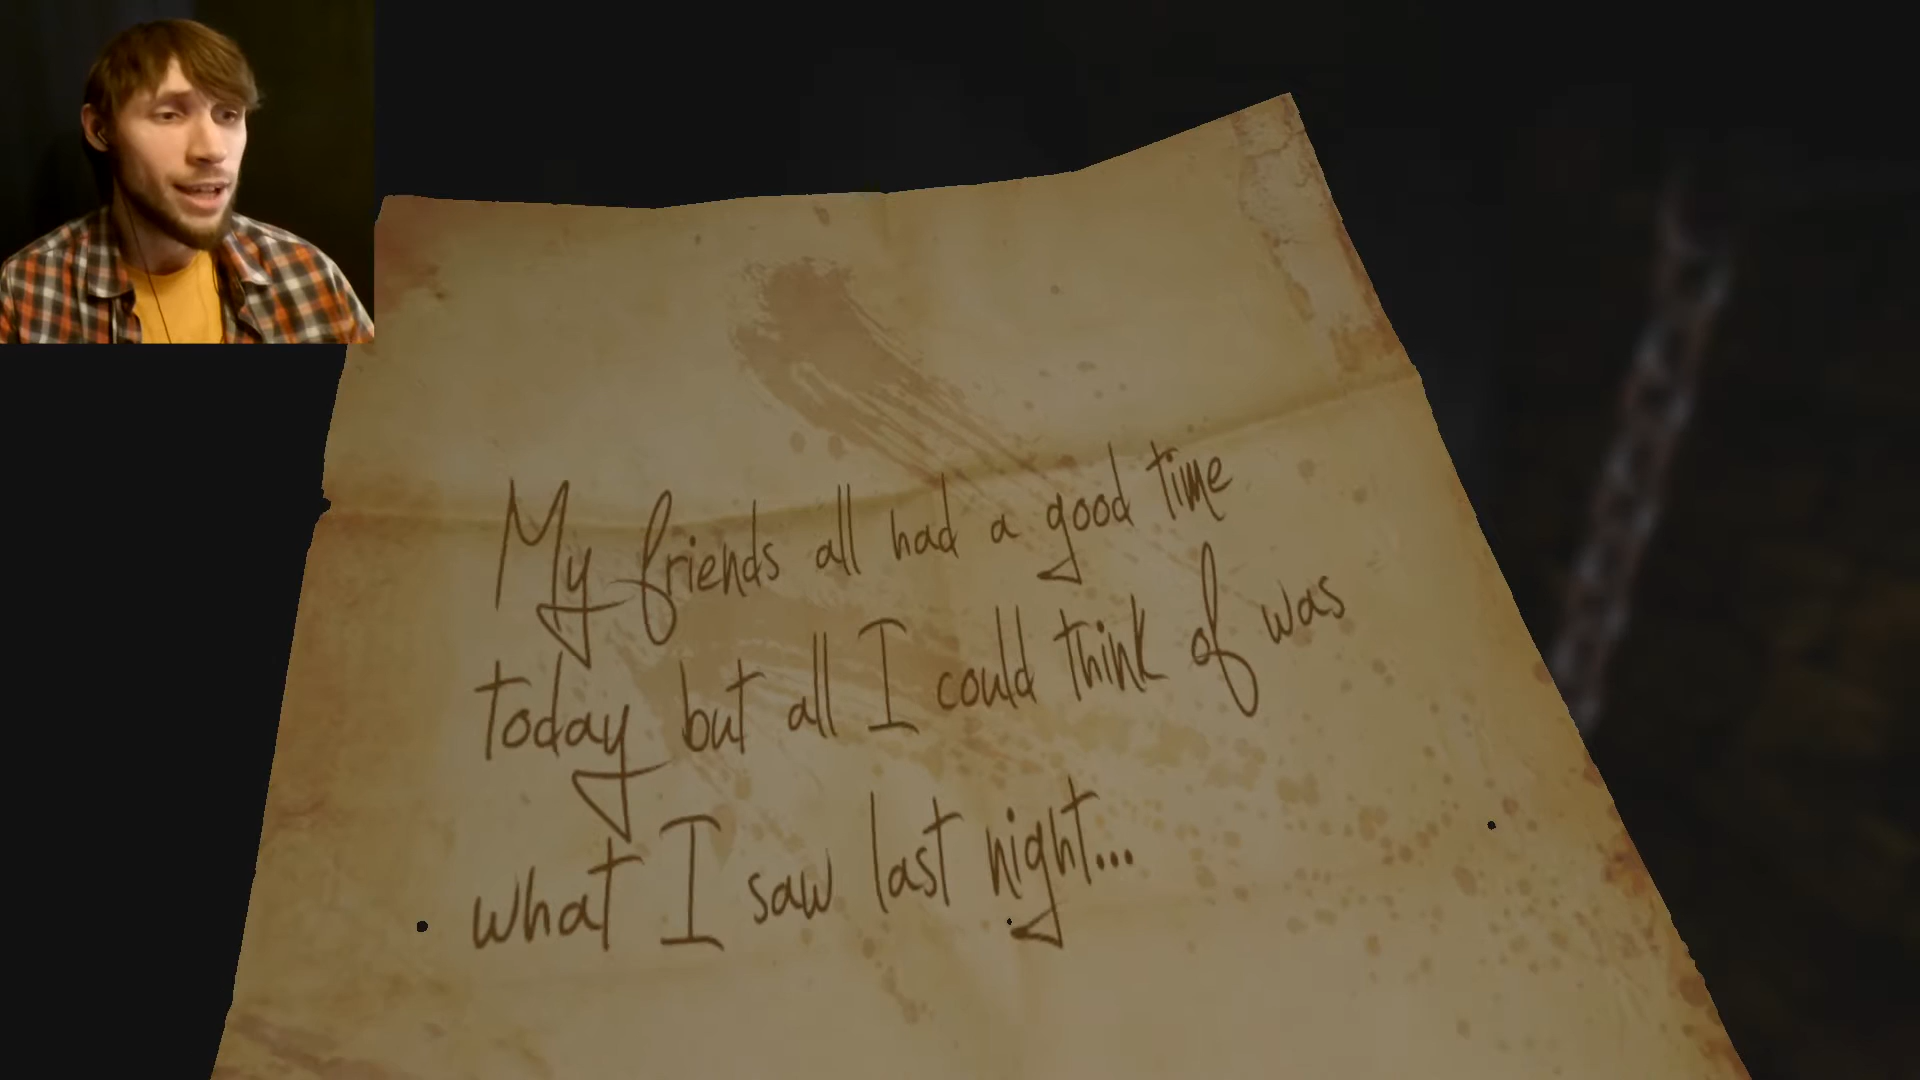 My friends all had a good time
today but all I could think of was
what I saw last night...